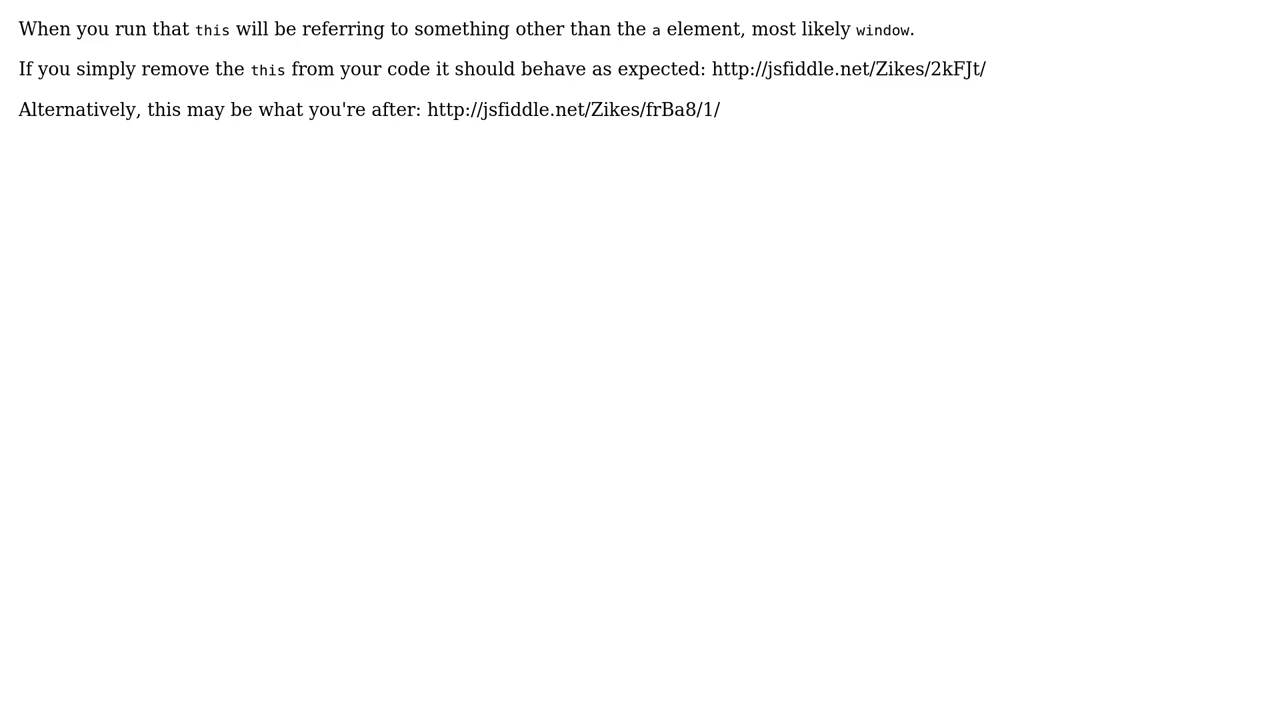 When you run that this will be referring to something other than the a element, most likely window.
If you simply remove the this from your code it should behave as expected: http://jsfiddle.net/Zikes/2kFJt/
Alternatively, this may be what you're after: http://jsfiddle.net/Zikes/frBa8/1/